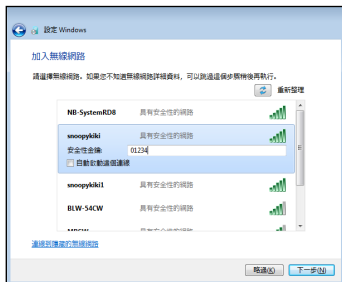 設定 Windows
加入無線網路
請選擇無線網路。如果您不知道無線網路詳細資料，可以跳過這個步驟稍後再執行。
重新整理
NB-SystemRD8 具有安全性的網路
snoopykiki 具有安全性的網路
安全性金鑰: 01234
自動啟動這個連線
snoopykiki1 具有安全性的網路
BLW-54CW 具有安全性的網路
連線到隱藏的無線網路
略過(K) 下一步(N)